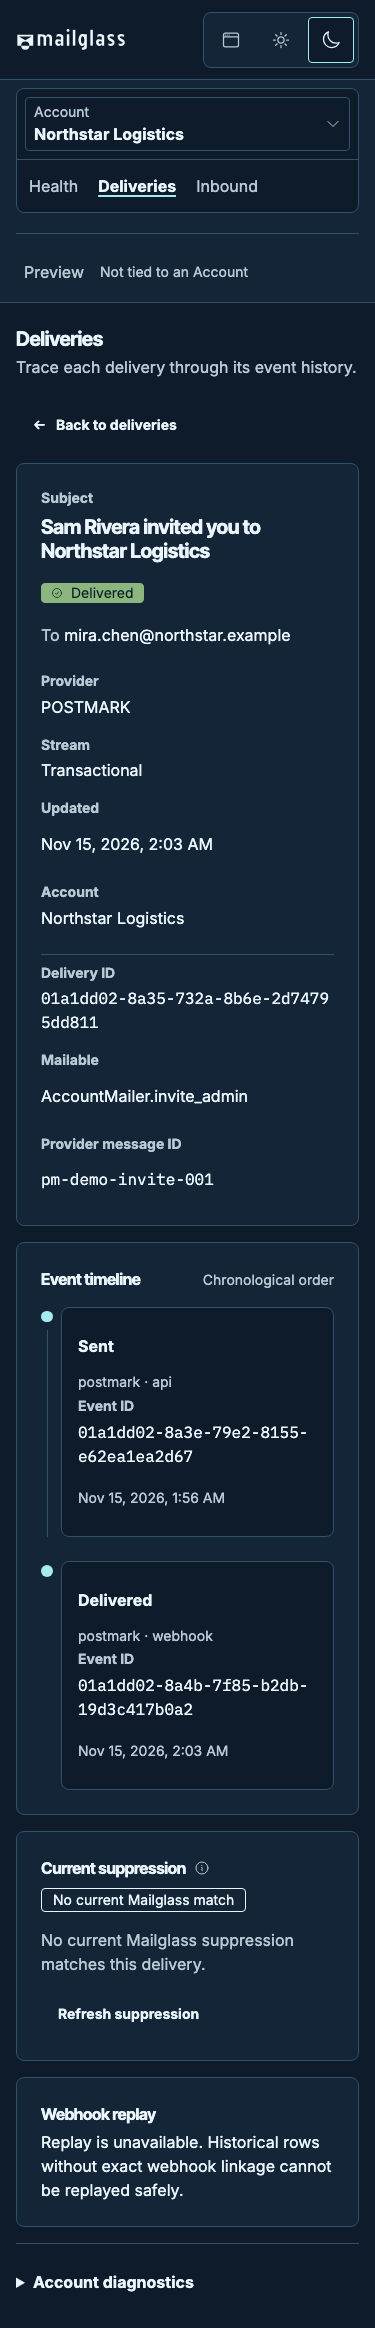 mailglass
Account
Northstar Logistics
Health Deliveries Inbound
Preview Not tied to an Account
Deliveries
Trace each delivery through its event history.
← Back to deliveries
Subject
Sam Rivera invited you to
Northstar Logistics
Delivered
To mira.chen@northstar.example
Provider
POSTMARK
Stream
Transactional
Updated
Nov 15, 2026, 2:03 AM
Account
Northstar Logistics
Delivery ID
01a1dd02-8a35-732a-8b6e-2d7479
5dd811
Mailable
AccountMailer.invite_admin
Provider message ID
pm-demo-invite-001
Event timeline Chronological order
Sent
postmark · api
Event ID
01a1dd02-8a3e-79e2-8155-
e62ea1ea2d67
Nov 15, 2026, 1:56 AM
Delivered
postmark · webhook
Event ID
01a1dd02-8a4b-7f85-b2db-
19d3c417b0a2
Nov 15, 2026, 2:03 AM
Current suppression
No current Mailglass match
No current Mailglass suppression
matches this delivery.
Refresh suppression
Webhook replay
Replay is unavailable. Historical rows
without exact webhook linkage cannot
be replayed safely.
Account diagnostics